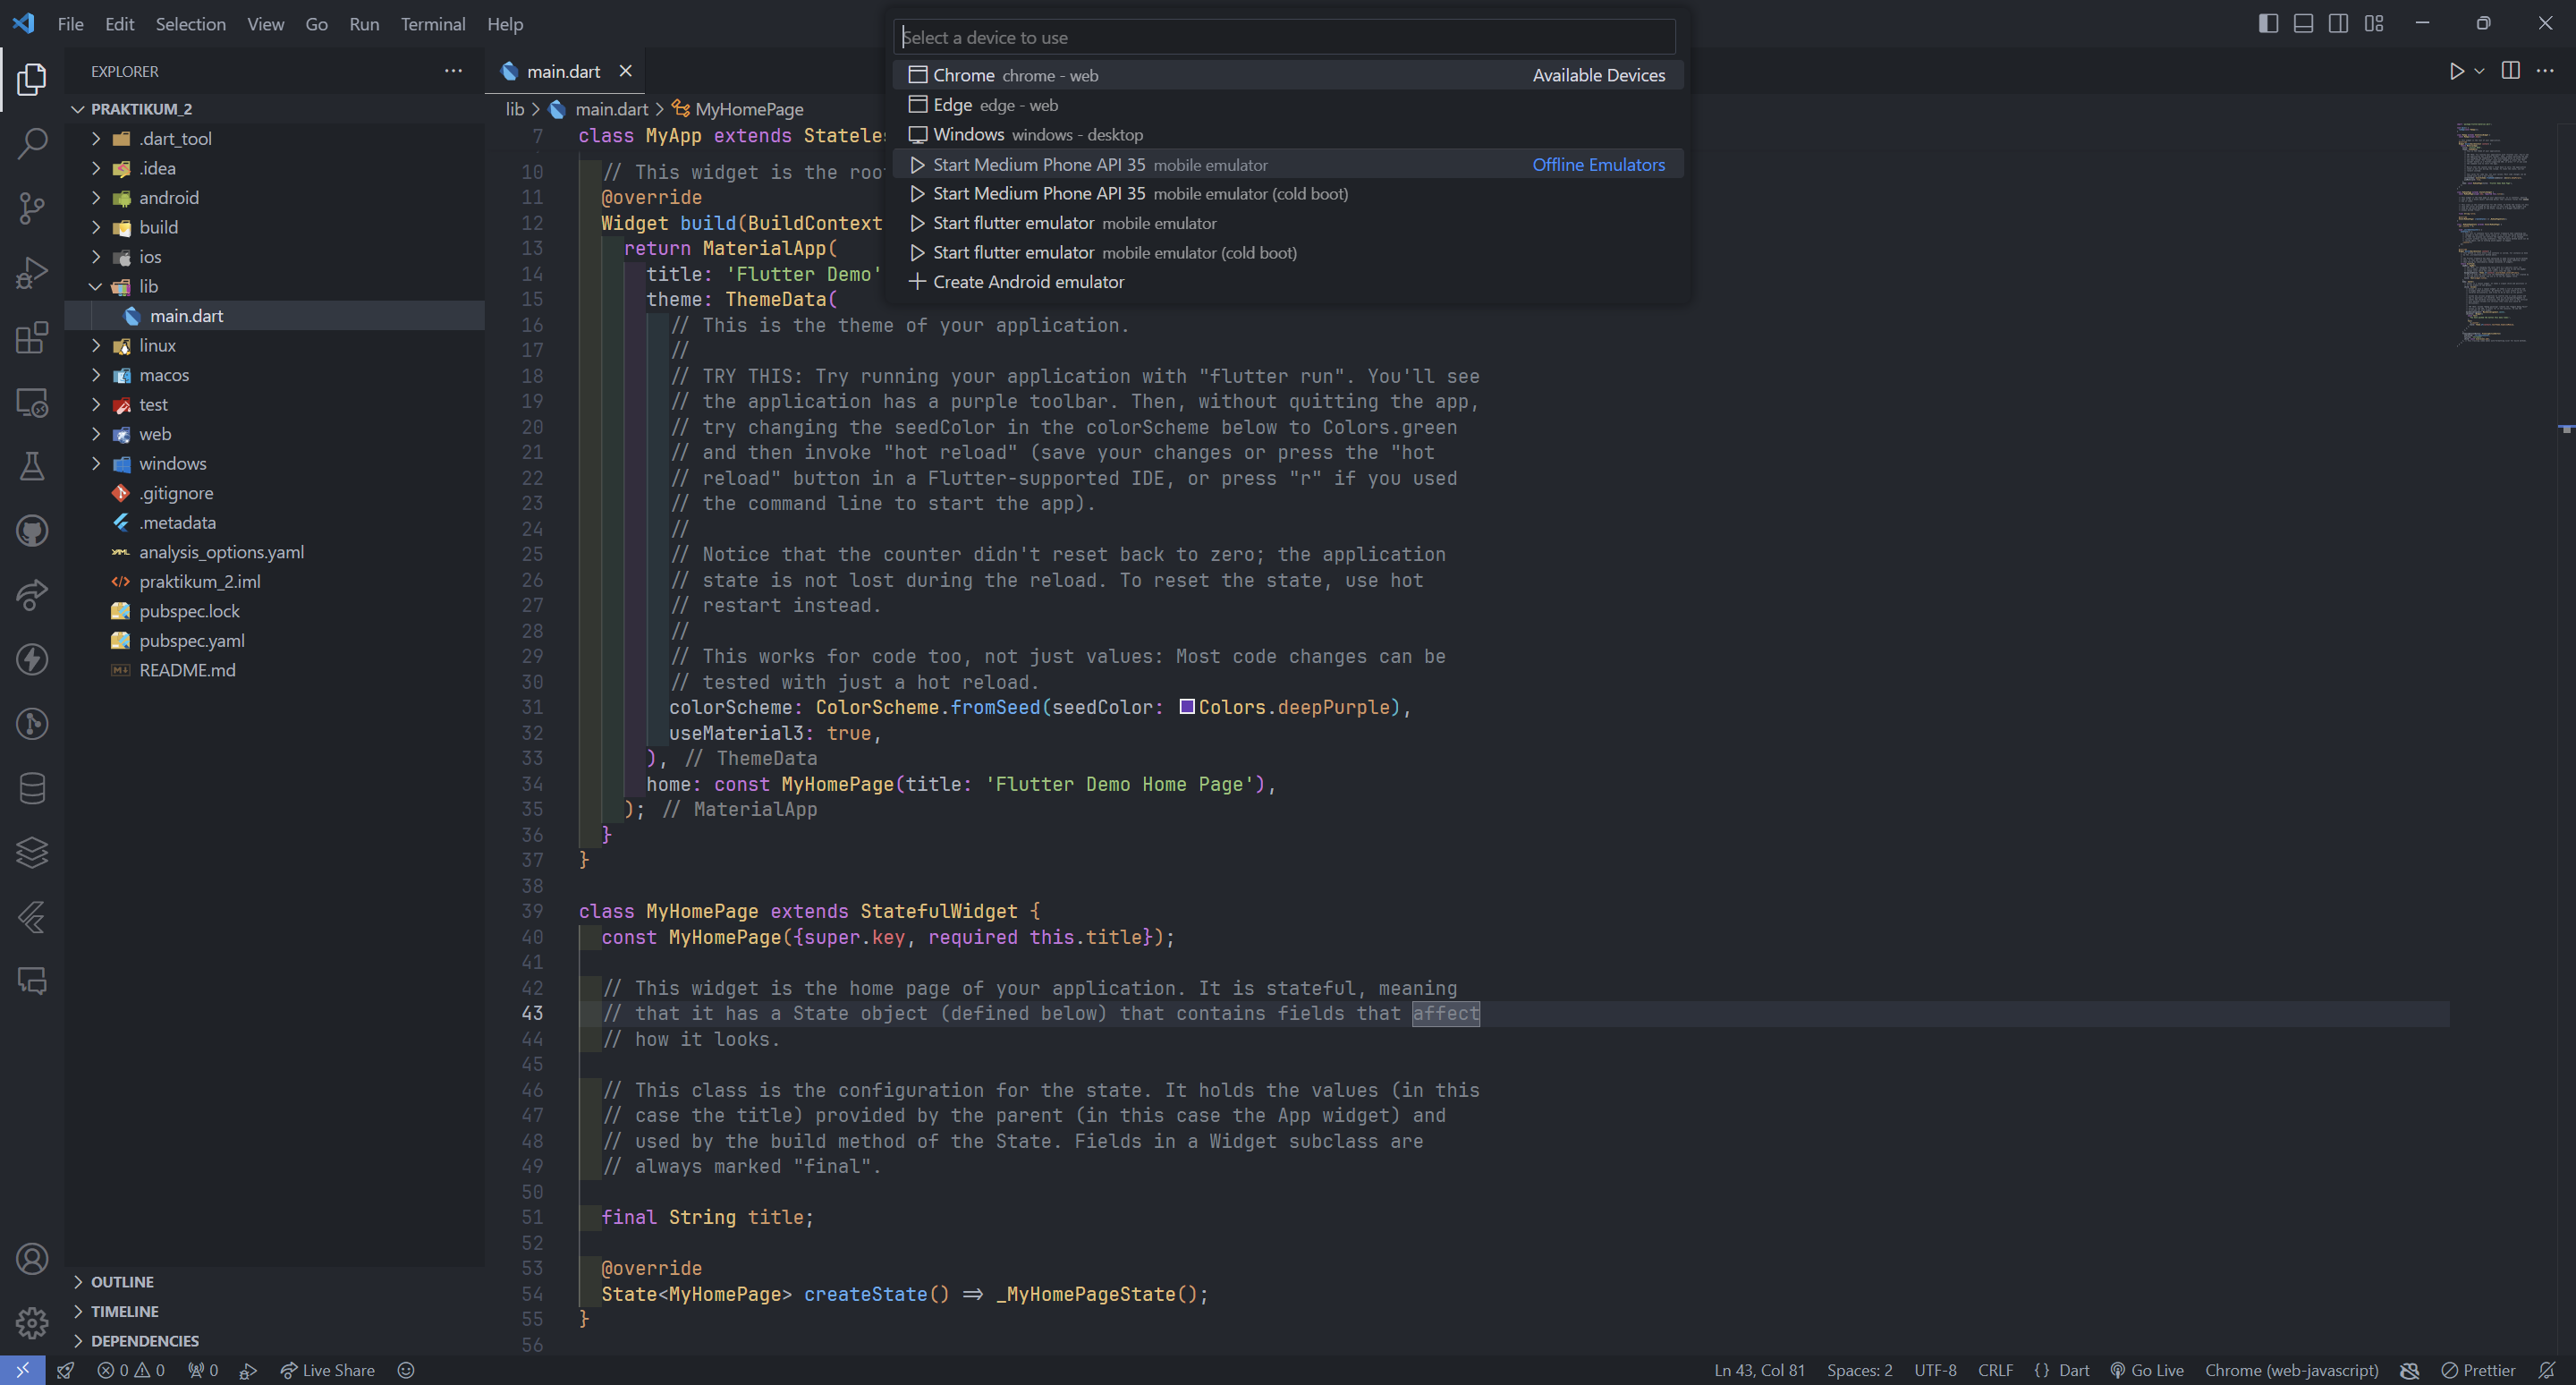 File Edit Selection View Go Run Terminal Help
Select a device to use
Chrome chrome - web Available Devices
Edge edge - web
Windows windows - desktop
Start Medium Phone API 35 mobile emulator Offline Emulators
Start Medium Phone API 35 mobile emulator (cold boot)
Start flutter emulator mobile emulator
Start flutter emulator mobile emulator (cold boot)
Create Android emulator
EXPLORER
PRAKTIKUM_2
.dart_tool
.idea
android
build
ios
lib
main.dart
linux
macos
test
web
windows
.gitignore
.metadata
analysis_options.yaml
praktikum_2.iml
pubspec.lock
pubspec.yaml
README.md
OUTLINE
TIMELINE
DEPENDENCIES
main.dart
lib > main.dart > MyHomePage
7 class MyApp extends Statele
10 // This widget is the roo
11 @override
12 Widget build(BuildContext
13 return MaterialApp(
14 title: 'Flutter Demo'
15 theme: ThemeData(
16 // This is the theme of your application.
17 //
18 // TRY THIS: Try running your application with "flutter run". You'll see
19 // the application has a purple toolbar. Then, without quitting the app,
20 // try changing the seedColor in the colorScheme below to Colors.green
21 // and then invoke "hot reload" (save your changes or press the "hot
22 // reload" button in a Flutter-supported IDE, or press "r" if you used
23 // the command line to start the app).
24 //
25 // Notice that the counter didn't reset back to zero; the application
26 // state is not lost during the reload. To reset the state, use hot
27 // restart instead.
28 //
29 // This works for code too, not just values: Most code changes can be
30 // tested with just a hot reload.
31 colorScheme: ColorScheme.fromSeed(seedColor: Colors.deepPurple),
32 useMaterial3: true,
33 ), // ThemeData
34 home: const MyHomePage(title: 'Flutter Demo Home Page'),
35 ); // MaterialApp
36 }
37 }
38
39 class MyHomePage extends StatefulWidget {
40 const MyHomePage({super.key, required this.title});
41
42 // This widget is the home page of your application. It is stateful, meaning
43 // that it has a State object (defined below) that contains fields that affect
44 // how it looks.
45
46 // This class is the configuration for the state. It holds the values (in this
47 // case the title) provided by the parent (in this case the App widget) and
48 // used by the build method of the State. Fields in a Widget subclass are
49 // always marked "final".
50
51 final String title;
52
53 @override
54 State<MyHomePage> createState() => _MyHomePageState();
55 }
56
0 0 0 Live Share Ln 43, Col 81 Spaces: 2 UTF-8 CRLF {} Dart Go Live Chrome (web-javascript) Prettier